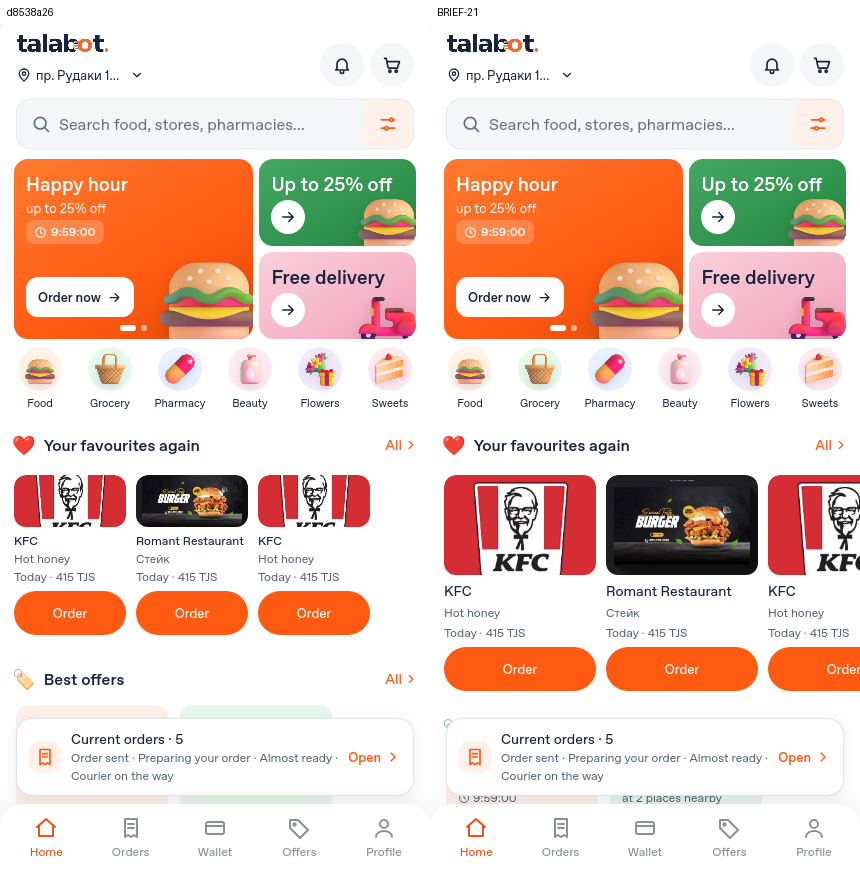 d8538a26
talabot.
пр. Рудаки 1...
Search food, stores, pharmacies...
Happy hour
up to 25% off
9:59:00
Order now
Up to 25% off
Free delivery
Food
Grocery
Pharmacy
Beauty
Flowers
Sweets
Your favourites again
All
KFC
KFC
Hot honey
Today · 415 TJS
Order
BURGER
Romant Restaurant
Стейк
Today · 415 TJS
Order
KFC
KFC
Hot honey
Today · 415 TJS
Order
Best offers
All
Current orders · 5
Order sent · Preparing your order · Almost ready ·
Courier on the way
Open
Home
Orders
Wallet
Offers
Profile
BRIEF-21
talabot.
пр. Рудаки 1...
Search food, stores, pharmacies...
Happy hour
up to 25% off
9:59:00
Order now
Up to 25% off
Free delivery
Food
Grocery
Pharmacy
Beauty
Flowers
Sweets
Your favourites again
All
KFC
KFC
Hot honey
Today · 415 TJS
Order
BURGER
Romant Restaurant
Стейк
Today · 415 TJS
Order
KFC
KFC
Hot honey
Today · 415 TJS
Order
Current orders · 5
Order sent · Preparing your order · Almost ready ·
Courier on the way
Open
9:59:00
at 2 places nearby
Home
Orders
Wallet
Offers
Profile